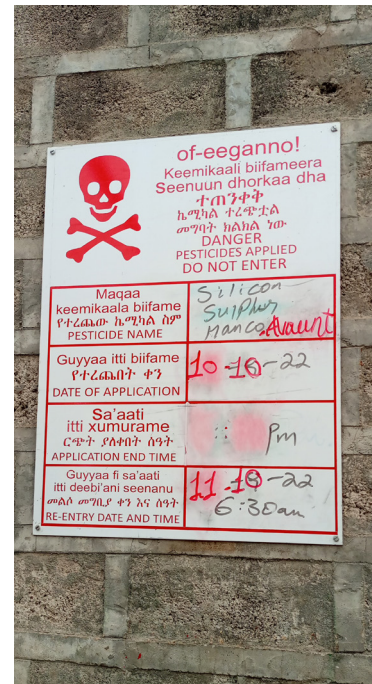 of-eeganno!
Keemikaali biifameera
Seenuun dhorkaa dha
ተጠንቀቅ
ኬሚካል ተረጭቷል
መግባት ክልክል ነው
DANGER
PESTICIDES APPLIED
DO NOT ENTER
Maqaa
keemikaala biifame
የተረጨው ኬሚካል ስም
PESTICIDE NAME
Silicon
Sulphur
Manco Avaunt
Guyyaa itti biifame
የተረጨበት ቀን
DATE OF APPLICATION
10-10-22
Sa'aati
itti xumurame
ርጭት ያለቀበት ሰዓት
APPLICATION END TIME
: Pm
Guyyaa fi sa'aati
itti deebi'ani seenanu
መልሶ መግቢያ ቀን እና ሰዓት
RE-ENTRY DATE AND TIME
11-10-22
6:30am